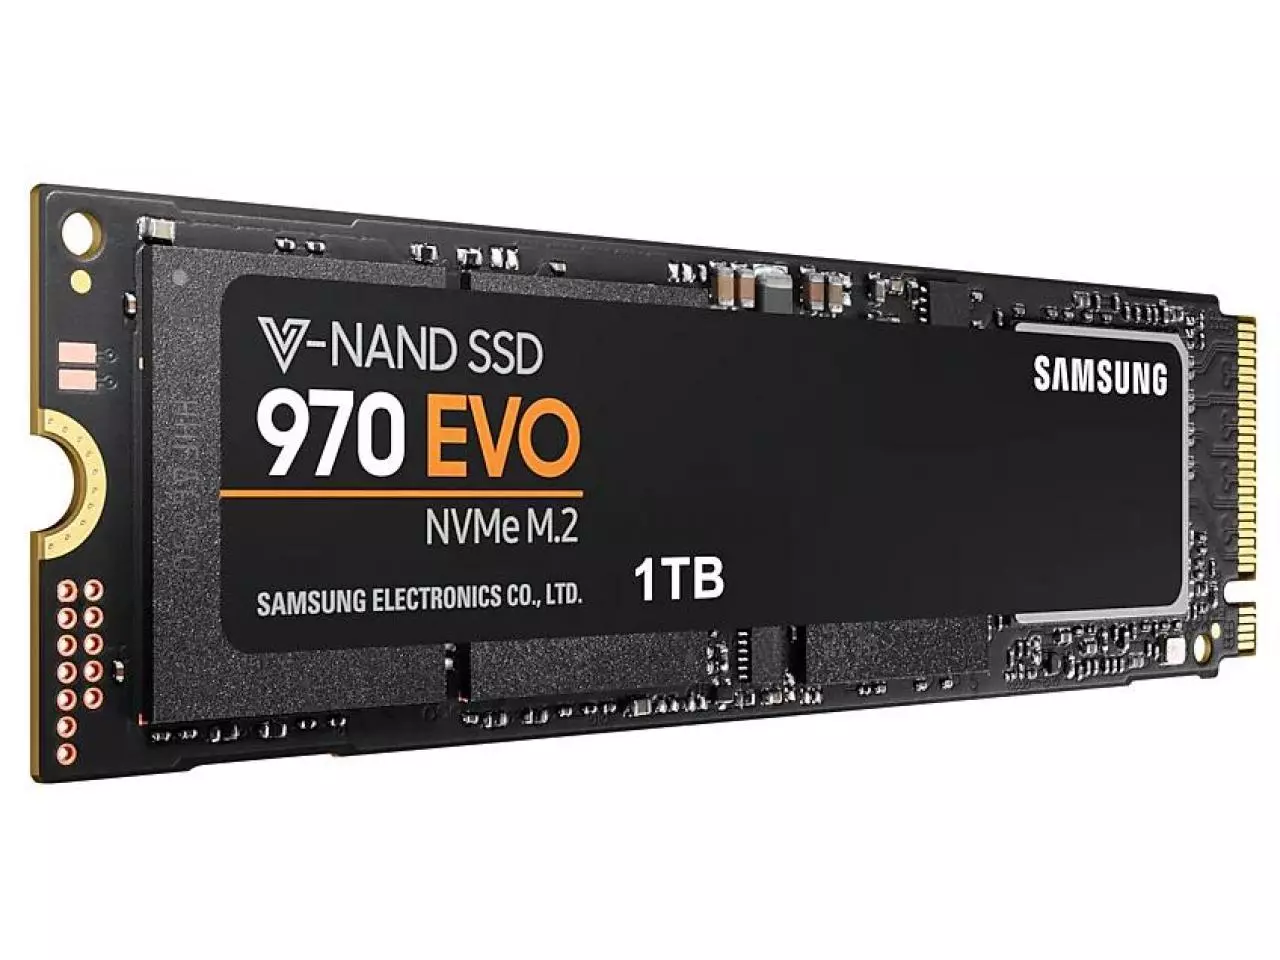 V-NAND SSD
970 EVO
NVMe M.2
SAMSUNG ELECTRONICS CO., LTD.
1TB
SAMSUNG